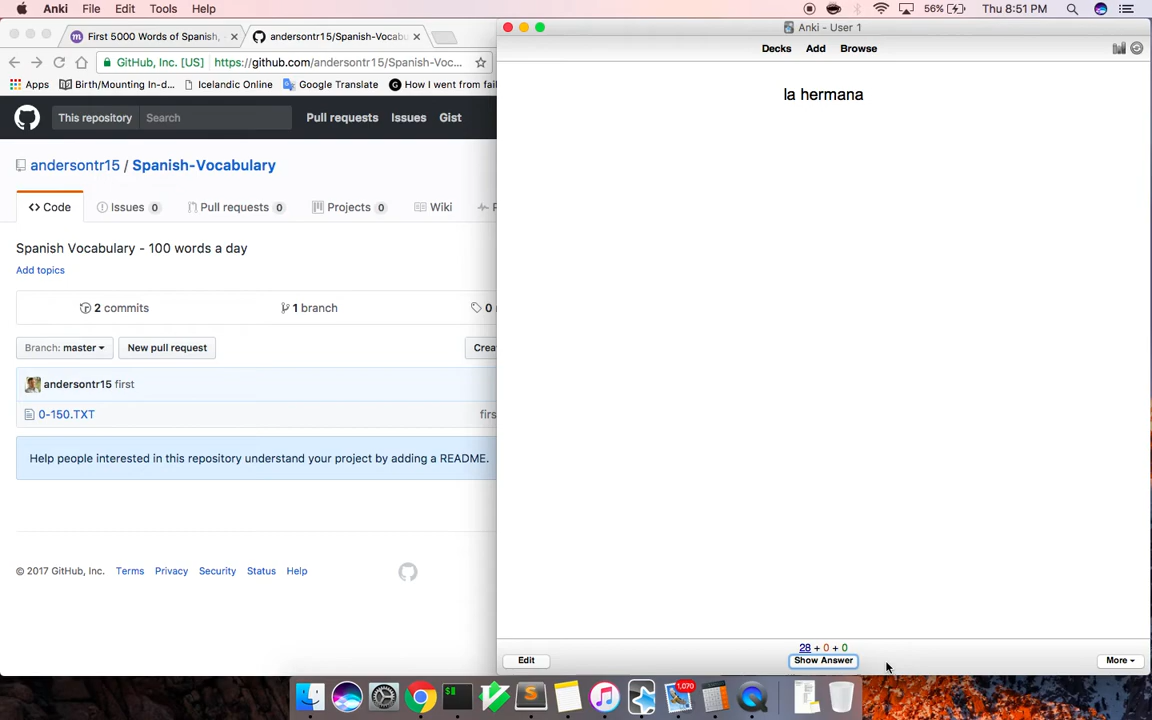 Anki File Edit Tools Help
56% Thu 8:51 PM
First 5000 Words of Spanish,
andersontr15/Spanish-Vocabu
GitHub, Inc. [US] https://github.com/andersontr15/Spanish-Voc...
Apps Birth/Mounting In-d... Icelandic Online Google Translate How I went from fail
This repository Search Pull requests Issues Gist
andersontr15 / Spanish-Vocabulary
<> Code Issues 0 Pull requests 0 Projects 0 Wiki
Spanish Vocabulary - 100 words a day
Add topics
2 commits 1 branch 0
Branch: master New pull request Crea
andersontr15 first
0-150.TXT firs
Help people interested in this repository understand your project by adding a README.
© 2017 GitHub, Inc. Terms Privacy Security Status Help
Anki - User 1
Decks Add Browse
la hermana
28 + 0 + 0
Edit Show Answer More
1,070